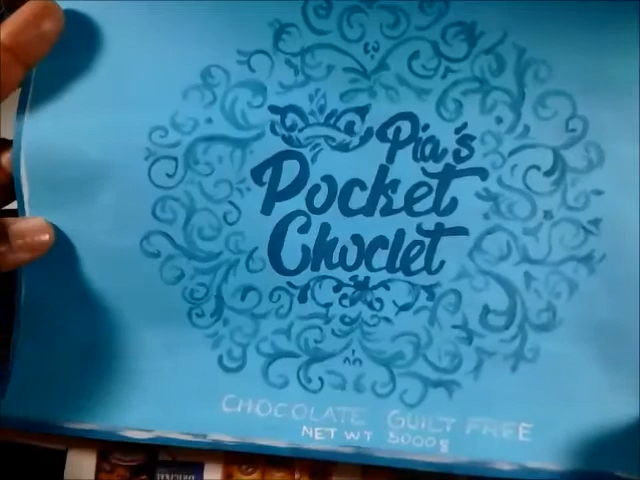 Pia's
Pocket
Choclet
CHOCOLATE GUILT FREE
NET WT 5000g